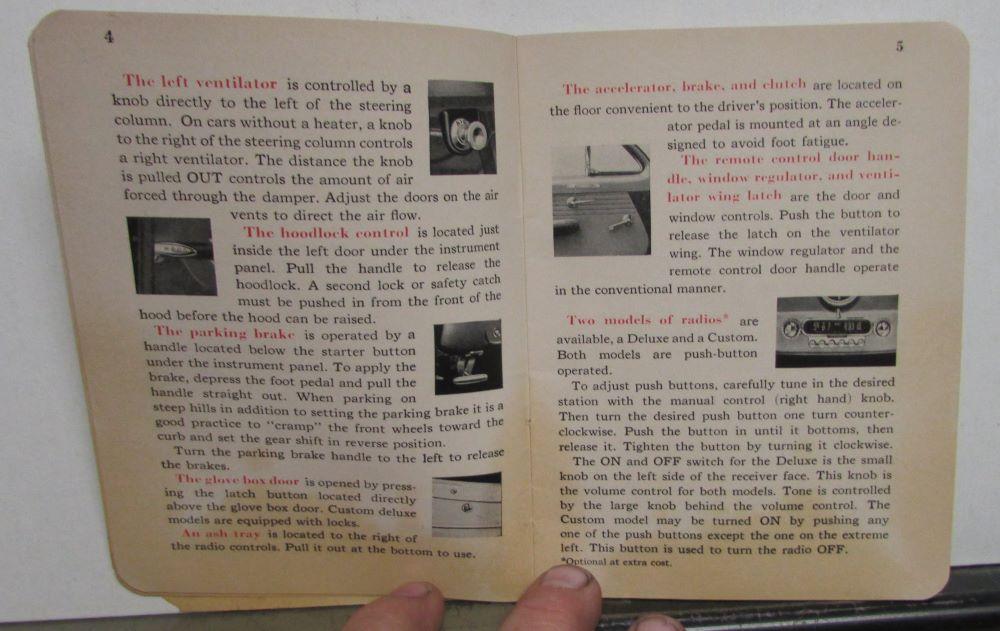 4
The left ventilator is controlled by a
knob directly to the left of the steering
column. On cars without a heater, a knob
to the right of the steering column controls
a right ventilator. The distance the knob
is pulled OUT controls the amount of air
forced through the damper. Adjust the doors on the air
vents to direct the air flow.
The hoodlock control is located just
inside the left door under the instrument
panel. Pull the handle to release the
hoodlock. A second lock or safety catch
must be pushed in from the front of the
hood before the hood can be raised.
The parking brake is operated by a
handle located below the starter button
under the instrument panel. To apply the
brake, depress the foot pedal and pull the
handle straight out. When parking on
steep hills in addition to setting the parking brake it is a
good practice to "cramp" the front wheels toward the
curb and set the gear shift in reverse position.
Turn the parking brake handle to the left to release
the brakes.
The glove box door is opened by press-
ing the latch button located directly
above the glove box door. Custom deluxe
models are equipped with locks.
An ash tray is located to the right of
the radio controls. Pull it out at the bottom to use.
5
The accelerator, brake, and clutch are located on
the floor convenient to the driver's position. The acceler-
ator pedal is mounted at an angle de-
signed to avoid foot fatigue.
The remote control door han-
dle, window regulator, and venti-
lator wing latch are the door and
window controls. Push the button to
release the latch on the ventilator
wing. The window regulator and the
remote control door handle operate
in the conventional manner.
Two models of radios* are
available, a Deluxe and a Custom.
Both models are push-button
operated.
To adjust push buttons, carefully tune in the desired
station with the manual control (right hand) knob.
Then turn the desired push button one turn counter-
clockwise. Push the button in until it bottoms, then
release it. Tighten the button by turning it clockwise.
The ON and OFF switch for the Deluxe is the small
knob on the left side of the receiver face. This knob is
the volume control for both models. Tone is controlled
by the large knob behind the volume control. The
Custom model may be turned ON by pushing any
one of the push buttons except the one on the extreme
left. This button is used to turn the radio OFF.
*Optional at extra cost.